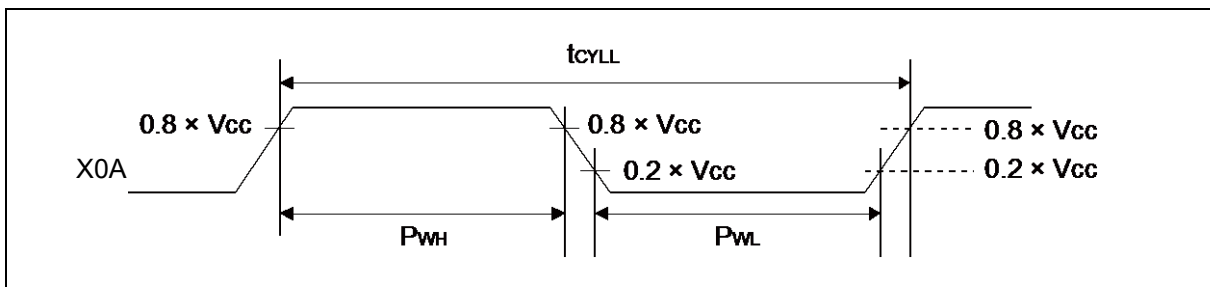 tCYLL
0.8 × VCC
0.8 × VCC
0.8 × VCC
X0A
0.2 × VCC
0.2 × VCC
PWH
PWL